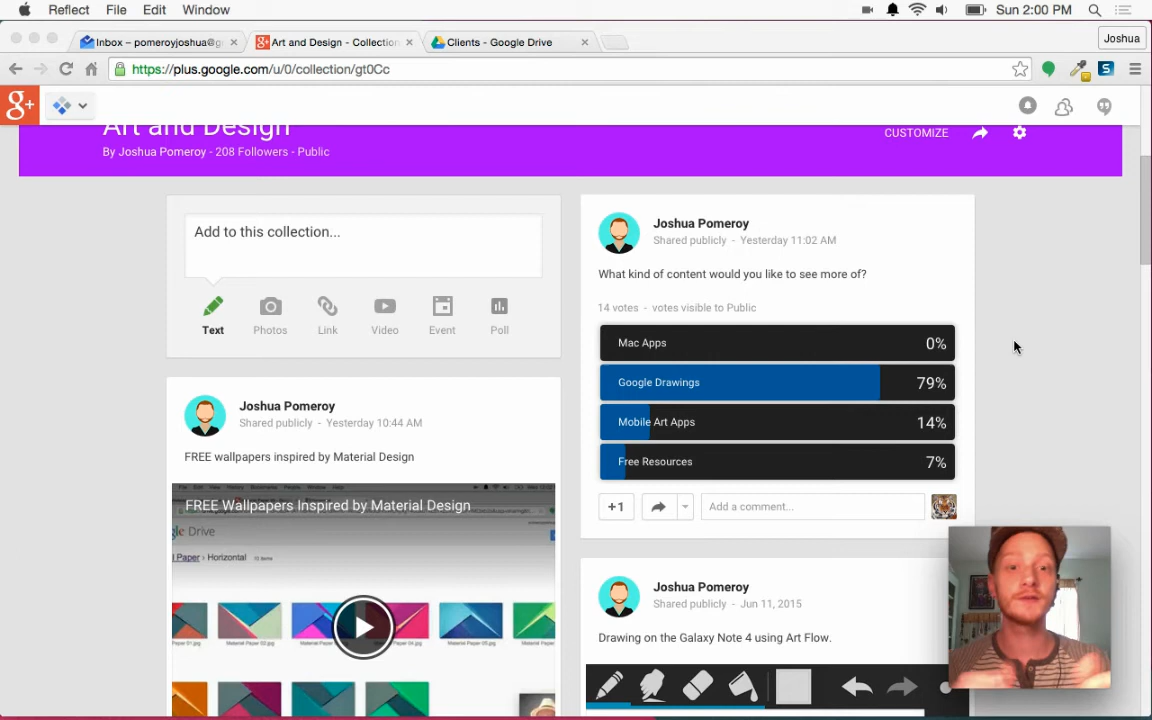 Reflect File Edit Window Sun 2:00 PM
Inbox – pomeroyjoshua@g
Art and Design - Collection
Clients - Google Drive
Joshua
https://plus.google.com/u/0/collection/gt0Cc
S
g+
Art and Design
By Joshua Pomeroy - 208 Followers - Public
CUSTOMIZE
Add to this collection...
Text Photos Link Video Event Poll
Joshua Pomeroy
Shared publicly - Yesterday 10:44 AM
FREE wallpapers inspired by Material Design
FREE Wallpapers Inspired by Material Design
gle Drive
Paper › Horizontal
Joshua Pomeroy
Shared publicly - Yesterday 11:02 AM
What kind of content would you like to see more of?
14 votes - votes visible to Public
Mac Apps 0%
Google Drawings 79%
Mobile Art Apps 14%
Free Resources 7%
+1
Add a comment...
Joshua Pomeroy
Shared publicly - Jun 11, 2015
Drawing on the Galaxy Note 4 using Art Flow.